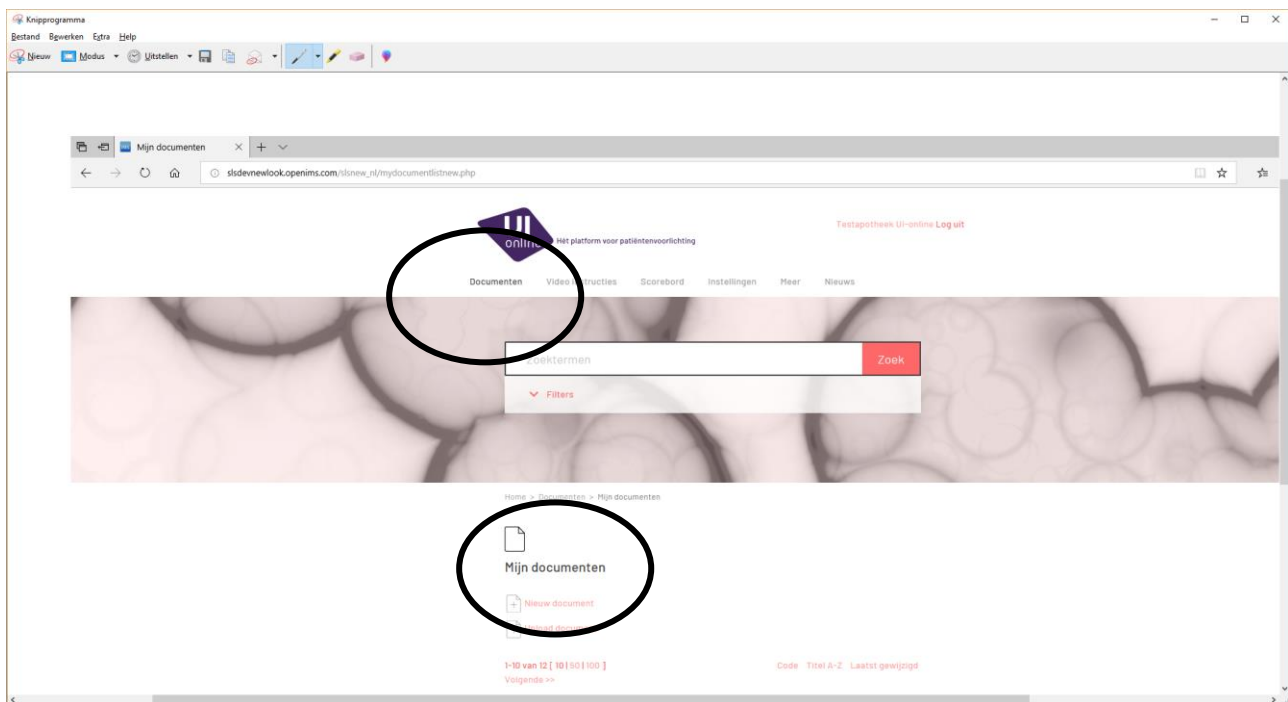 Knipprogramma
Bestand Bewerken Extra Help
Nieuw Modus Uitstellen
Mijn documenten
slsdevnewlook.openims.com/slsnew_nl/mydocumentlistnew.php
UI
online Hét platform voor patiëntenvoorlichting
Testapotheek UI-online Log uit
Documenten Video instructies Scorebord Instellingen Meer Nieuws
Zoektermen Zoek
Filters
Home > Documenten > Mijn documenten
Mijn documenten
Nieuw document
Upload document
1-10 van 12 [ 10 | 50 | 100 ] Code Titel A-Z Laatst gewijzigd
Volgende >>